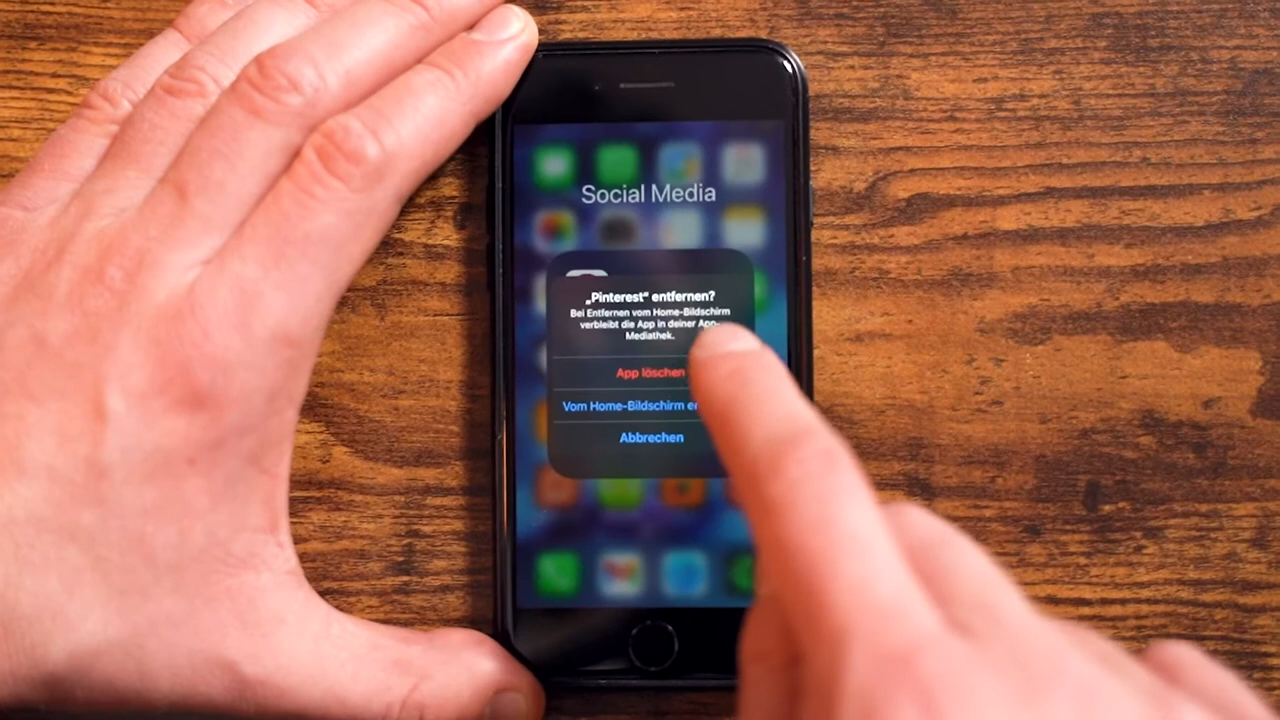 Social Media
„Pinterest“ entfernen?
Bei Entfernen vom Home-Bildschirm
verbleibt die App in deiner App-
Mediathek.
App löschen
Vom Home-Bildschirm
Abbrechen